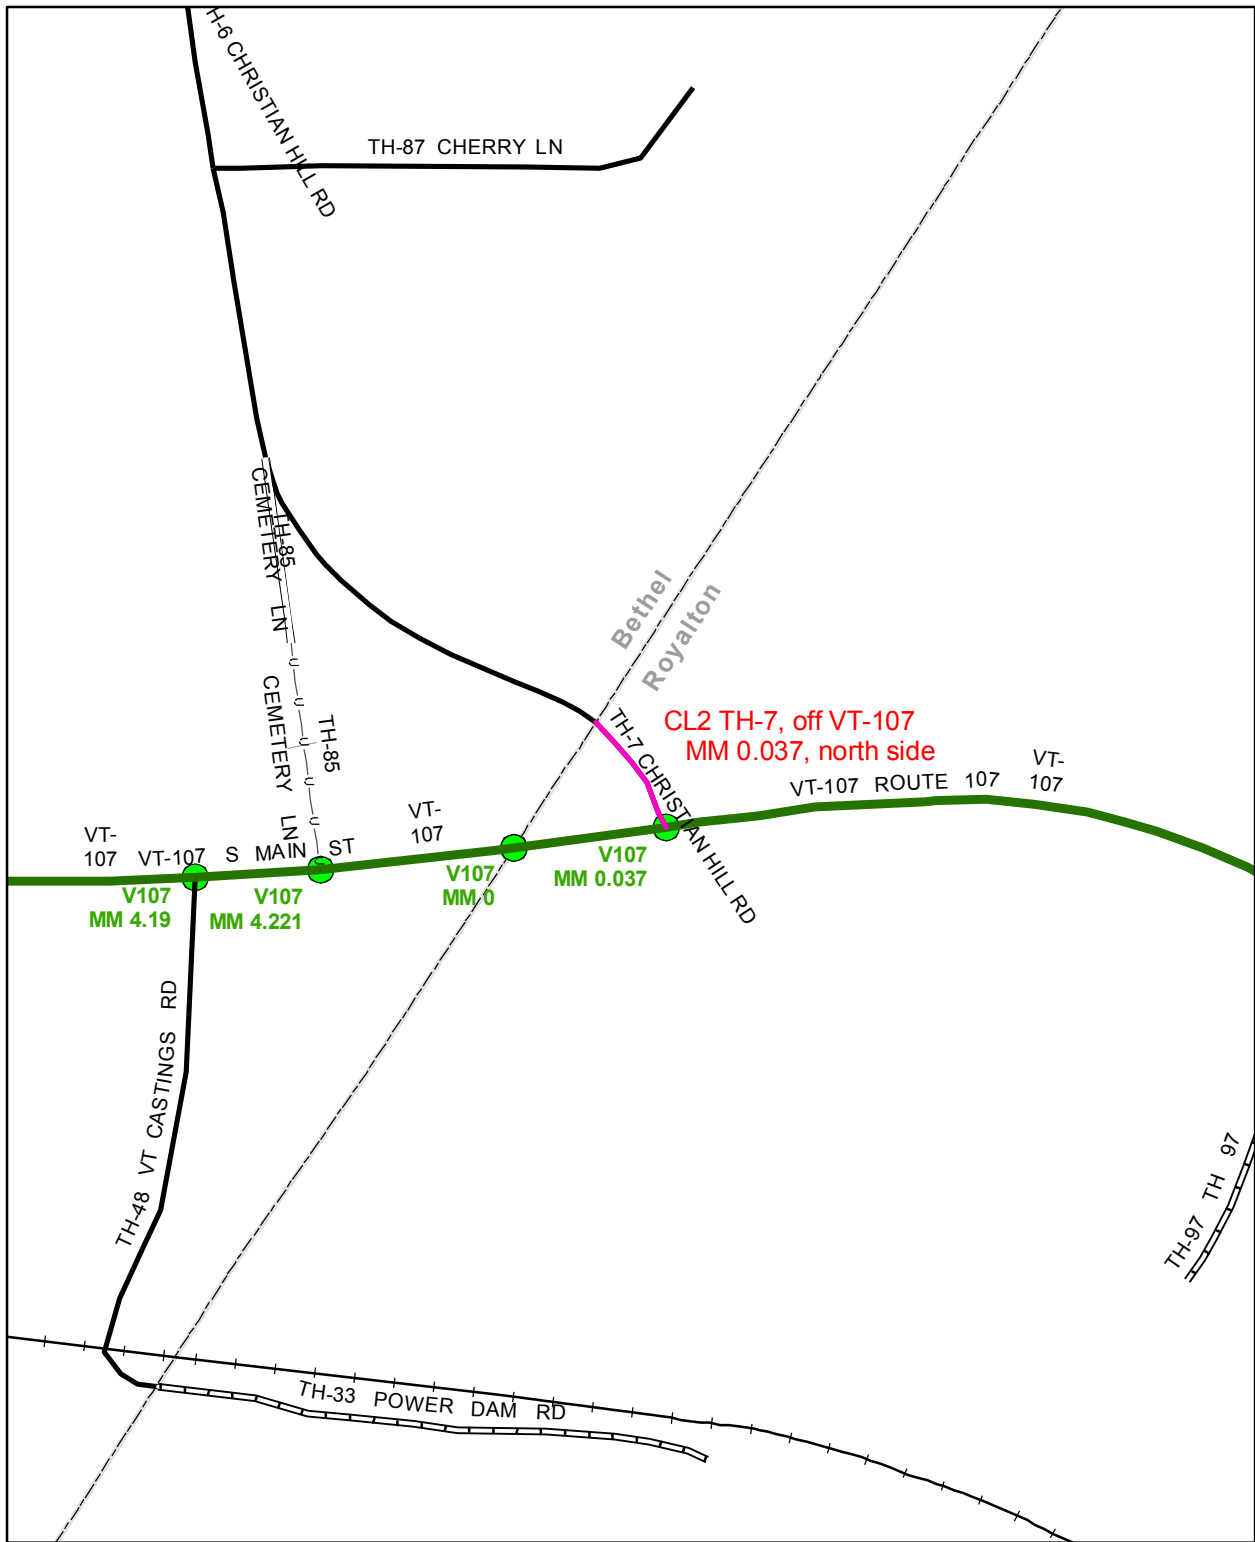 H-6 CHRISTIAN HILL RD
TH-87 CHERRY LN
CEMETERY LN
TH-85
Bethel
Royalton
CEMETERY LN
TH-85
TH-7 CHRISTIAN HILL RD
CL2 TH-7, off VT-107
MM 0.037, north side
VT-107 ROUTE 107
VT-
107
VT-
107
VT-
107
VT-107 S MAIN ST
V107
MM 4.19
V107
MM 4.221
V107
MM 0
V107
MM 0.037
TH-48 VT CASTINGS RD
TH-97 TH 97
TH-33 POWER DAM RD